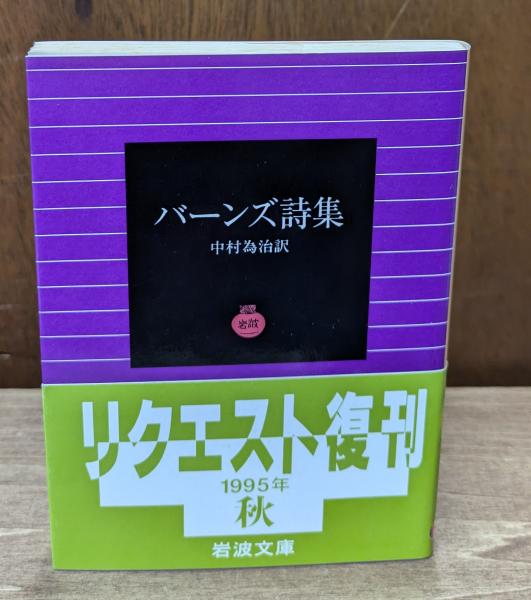 バーンズ詩集
中村為治訳
岩波
リクエスト復刊
1995年
秋
岩波文庫